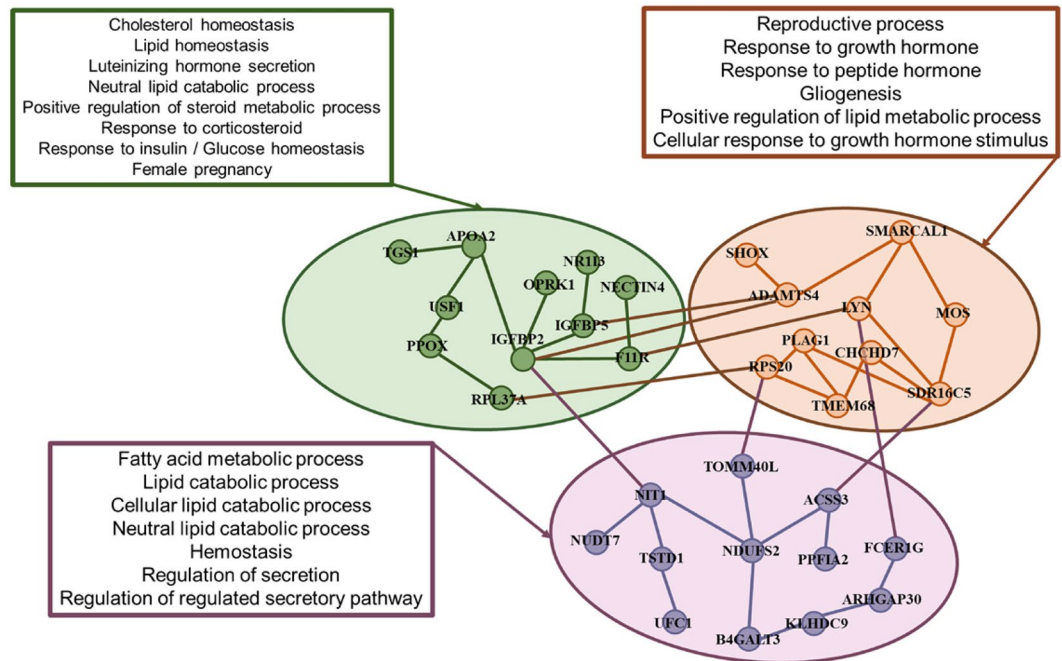 Cholesterol homeostasis
Lipid homeostasis
Luteinizing hormone secretion
Neutral lipid catabolic process
Positive regulation of steroid metabolic process
Response to corticosteroid
Response to insulin / Glucose homeostasis
Female pregnancy
Reproductive process
Response to growth hormone
Response to peptide hormone
Gliogenesis
Positive regulation of lipid metabolic process
Cellular response to growth hormone stimulus
TGS1
APOA2
NR1I3
OPRK1
NECTIN4
USF1
IGFBP5
IGFBP2
PPOX
F11R
RPL37A
SMARCAL1
SHOX
ADAMTS4
LYN
MOS
PLAG1
CHCHD7
RPS20
SDR16C5
TMEM68
Fatty acid metabolic process
Lipid catabolic process
Cellular lipid catabolic process
Neutral lipid catabolic process
Hemostasis
Regulation of secretion
Regulation of regulated secretory pathway
TOMM40L
NIT1
ACSS3
NUDT7
NDUFS2
FCER1G
TSTD1
PPFIA2
ARHGAP30
UFC1
KLHDC9
B4GALT3